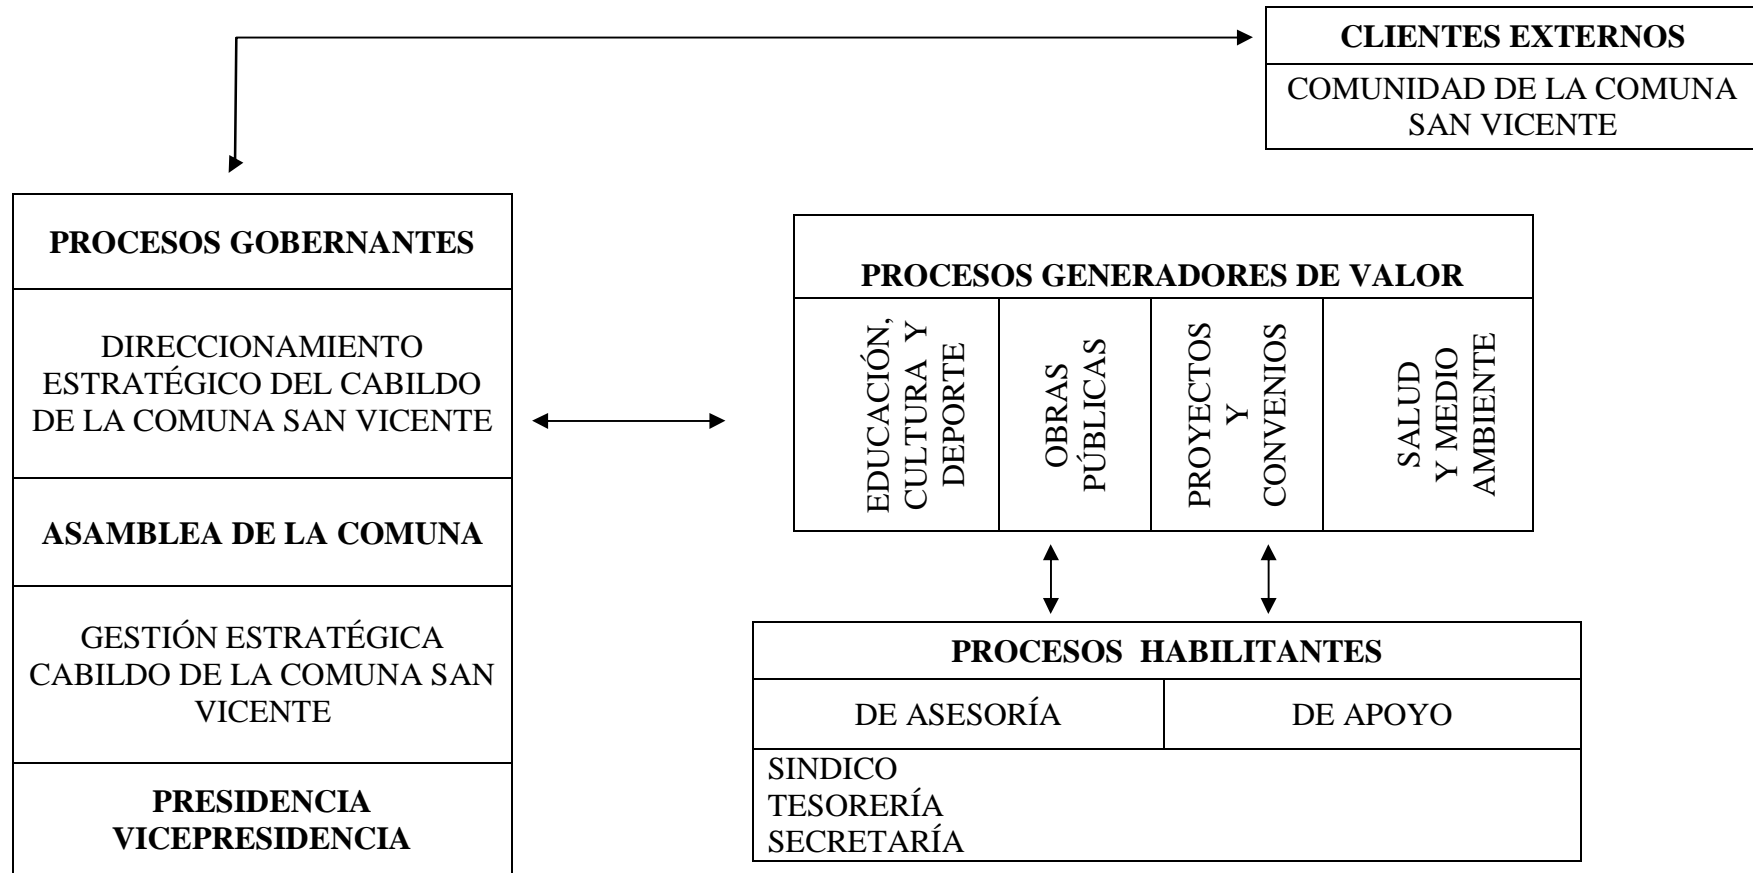 CLIENTES EXTERNOS
COMUNIDAD DE LA COMUNA
SAN VICENTE
PROCESOS GOBERNANTES
DIRECCIONAMIENTO
ESTRATÉGICO DEL CABILDO
DE LA COMUNA SAN VICENTE
ASAMBLEA DE LA COMUNA
GESTIÓN ESTRATÉGICA
CABILDO DE LA COMUNA SAN
VICENTE
PRESIDENCIA
VICEPRESIDENCIA
PROCESOS GENERADORES DE VALOR
EDUCACIÓN,
CULTURA Y
DEPORTE
OBRAS
PÚBLICAS
PROYECTOS
Y
CONVENIOS
SALUD
Y MEDIO
AMBIENTE
PROCESOS HABILITANTES
DE ASESORÍA
DE APOYO
SINDICO
TESORERÍA
SECRETARÍA